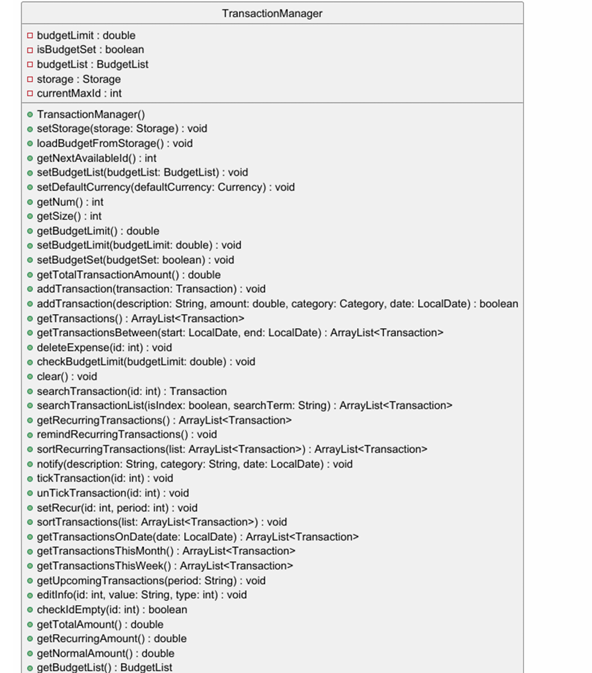 TransactionManager
budgetLimit : double
isBudgetSet : boolean
budgetList : BudgetList
storage : Storage
currentMaxId : int
TransactionManager()
setStorage(storage: Storage) : void
loadBudgetFromStorage() : void
getNextAvailableId() : int
setBudgetList(budgetList: BudgetList) : void
setDefaultCurrency(defaultCurrency: Currency) : void
getNum() : int
getSize() : int
getBudgetLimit() : double
setBudgetLimit(budgetLimit: double) : void
setBudgetSet(budgetSet: boolean) : void
getTotalTransactionAmount() : double
addTransaction(transaction: Transaction) : void
addTransaction(description: String, amount: double, category: Category, date: LocalDate) : boolean
getTransactions() : ArrayList<Transaction>
getTransactionsBetween(start: LocalDate, end: LocalDate) : ArrayList<Transaction>
deleteExpense(id: int) : void
checkBudgetLimit(budgetLimit: double) : void
clear() : void
searchTransaction(id: int) : Transaction
searchTransactionList(isIndex: boolean, searchTerm: String) : ArrayList<Transaction>
getRecurringTransactions() : ArrayList<Transaction>
remindRecurringTransactions() : void
sortRecurringTransactions(list: ArrayList<Transaction>) : ArrayList<Transaction>
notify(description: String, category: String, date: LocalDate) : void
tickTransaction(id: int) : void
unTickTransaction(id: int) : void
setRecur(id: int, period: int) : void
sortTransactions(list: ArrayList<Transaction>) : void
getTransactionsOnDate(date: LocalDate) : ArrayList<Transaction>
getTransactionsThisMonth() : ArrayList<Transaction>
getTransactionsThisWeek() : ArrayList<Transaction>
getUpcomingTransactions(period: String) : void
editInfo(id: int, value: String, type: int) : void
checkIdEmpty(id: int) : boolean
getTotalAmount() : double
getRecurringAmount() : double
getNormalAmount() : double
getBudgetList() : BudgetList